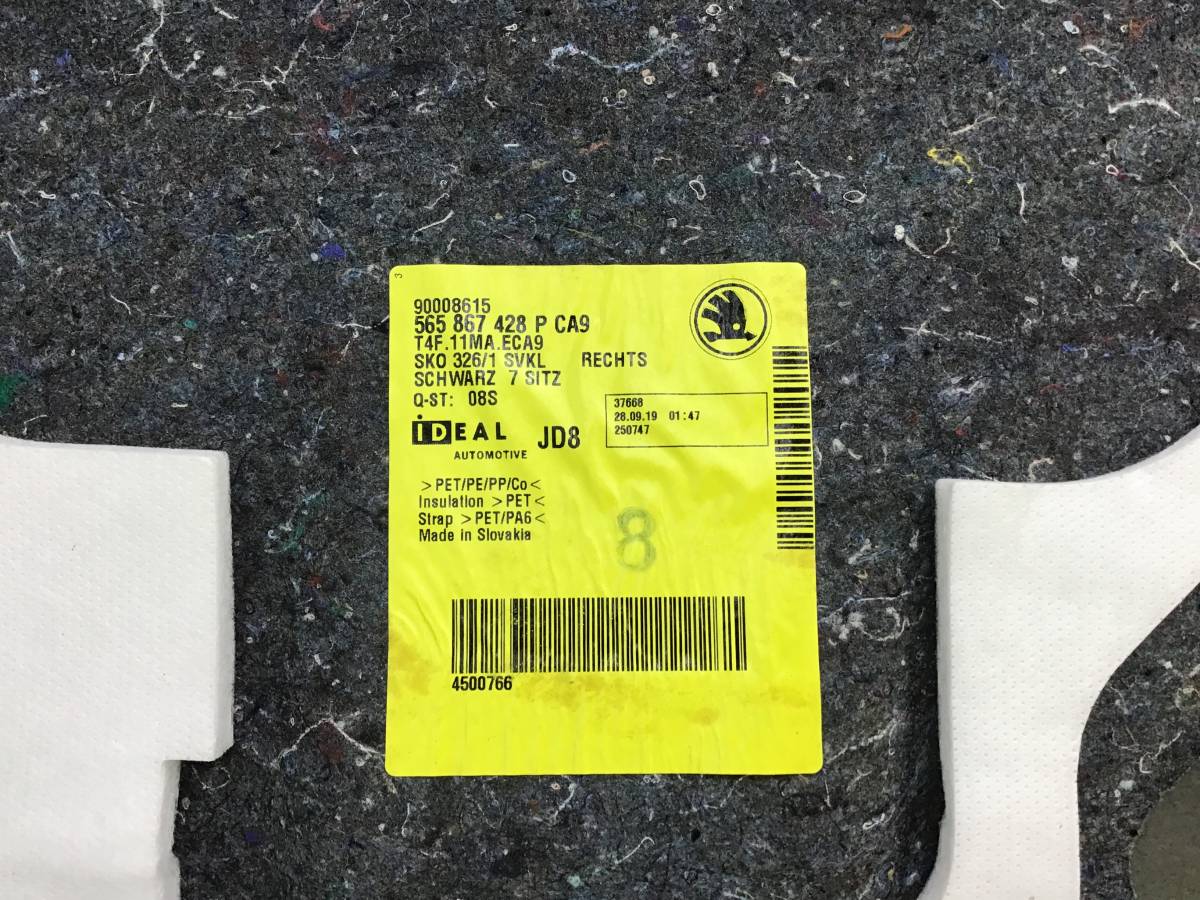 3
90008615
565 867 428 P CA9
T4F.11MA.ECA9
SKO 326/1 SVKL RECHTS
SCHWARZ 7 SITZ
Q-ST: 08S
37668
28.09.19 01:47
250747
iDEAL JD8
AUTOMOTIVE
>PET/PE/PP/Co<
Insulation >PET<
Strap >PET/PA6<
Made in Slovakia
8
4500766